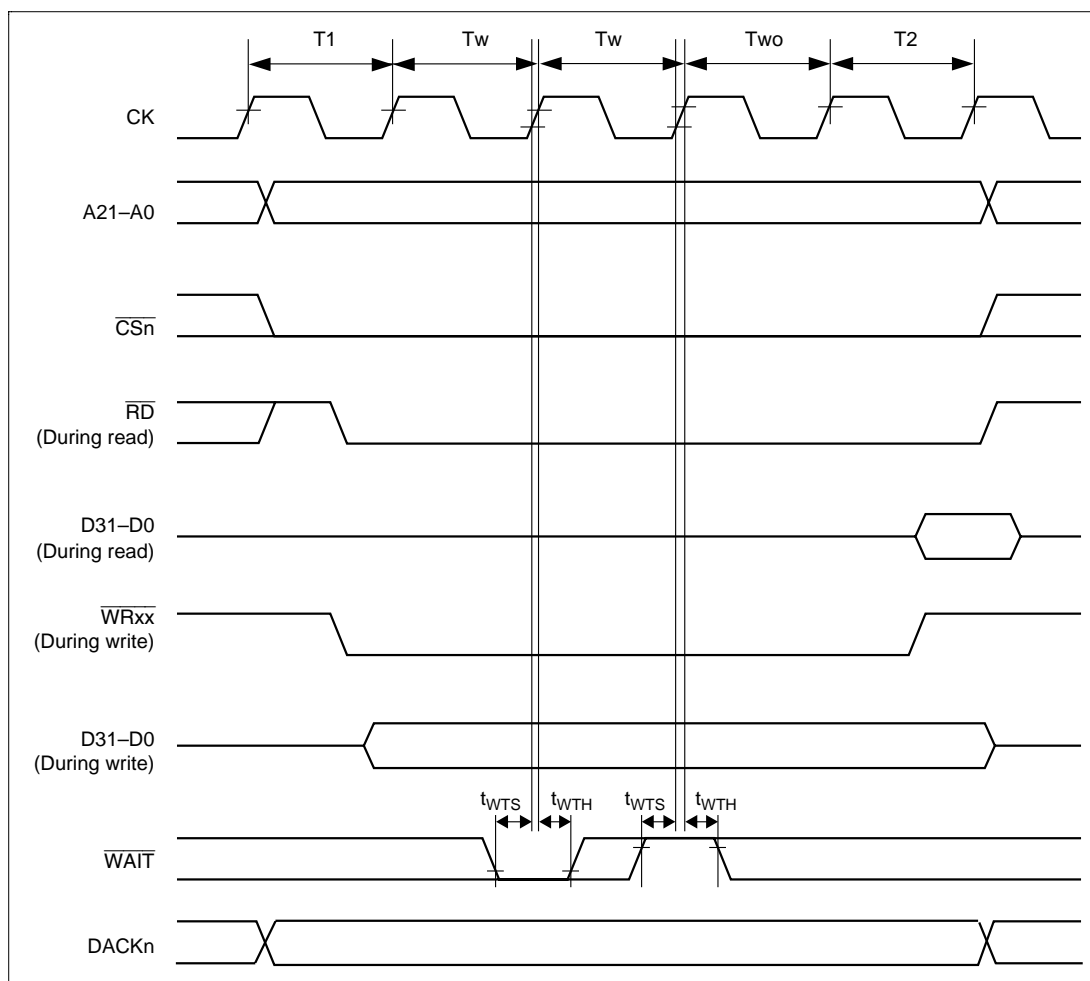 T1 Tw Tw Two T2
CK
A21–A0
CSn
RD
(During read)
D31–D0
(During read)
WRxx
(During write)
D31–D0
(During write)
tWTS tWTH tWTS tWTH
WAIT
DACKn